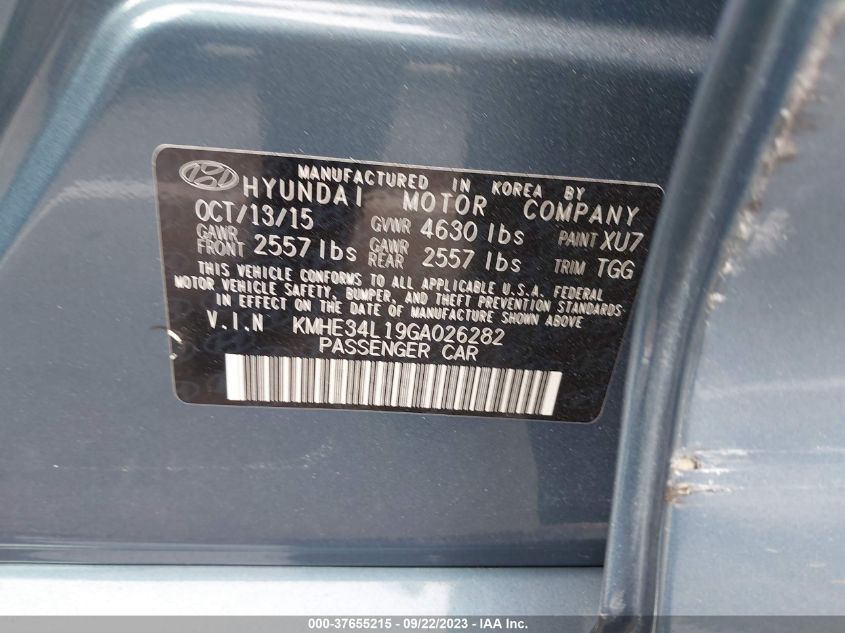 MANUFACTURED IN KOREA BY
HYUNDAI MOTOR COMPANY
OCT/13/15 GVWR 4630 lbs PAINT XU7
GAWR FRONT 2557 lbs GAWR REAR 2557 lbs TRIM TGG
THIS VEHICLE CONFORMS TO ALL APPLICABLE U.S.A. FEDERAL
MOTOR VEHICLE SAFETY, BUMPER, AND THEFT PREVENTION STANDARDS
IN EFFECT ON THE DATE OF MANUFACTURE SHOWN ABOVE
V.I.N KMHE34L19GA026282
PASSENGER CAR
000-37655215 - 09/22/2023 - Copyright © 2023 IAA, Inc.